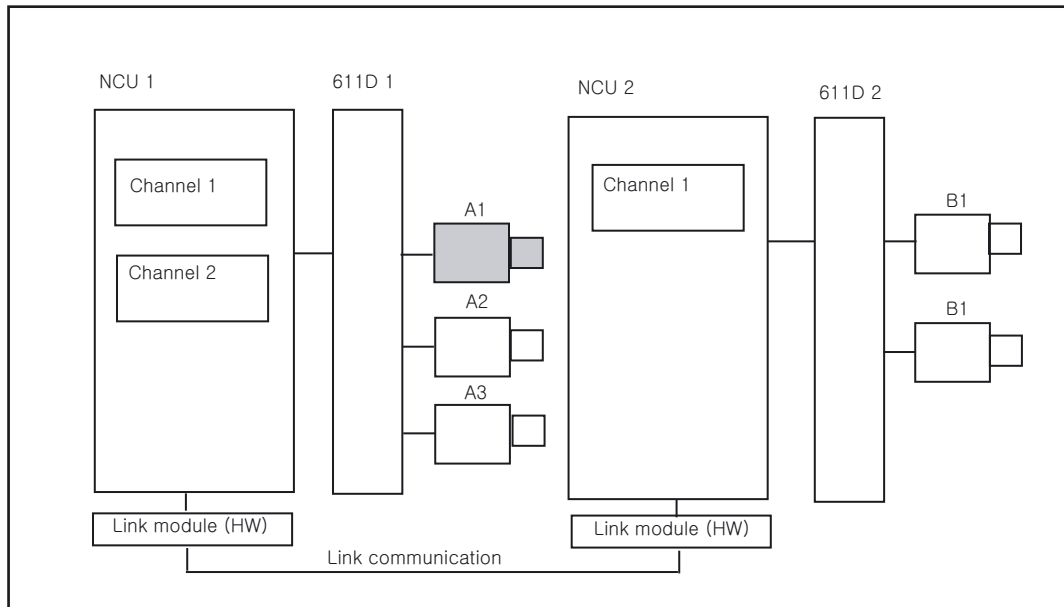 NCU 1
611D 1
NCU 2
611D 2
Channel 1
Channel 2
A1
A2
A3
Channel 1
B1
B1
Link module (HW)
Link module (HW)
Link communication